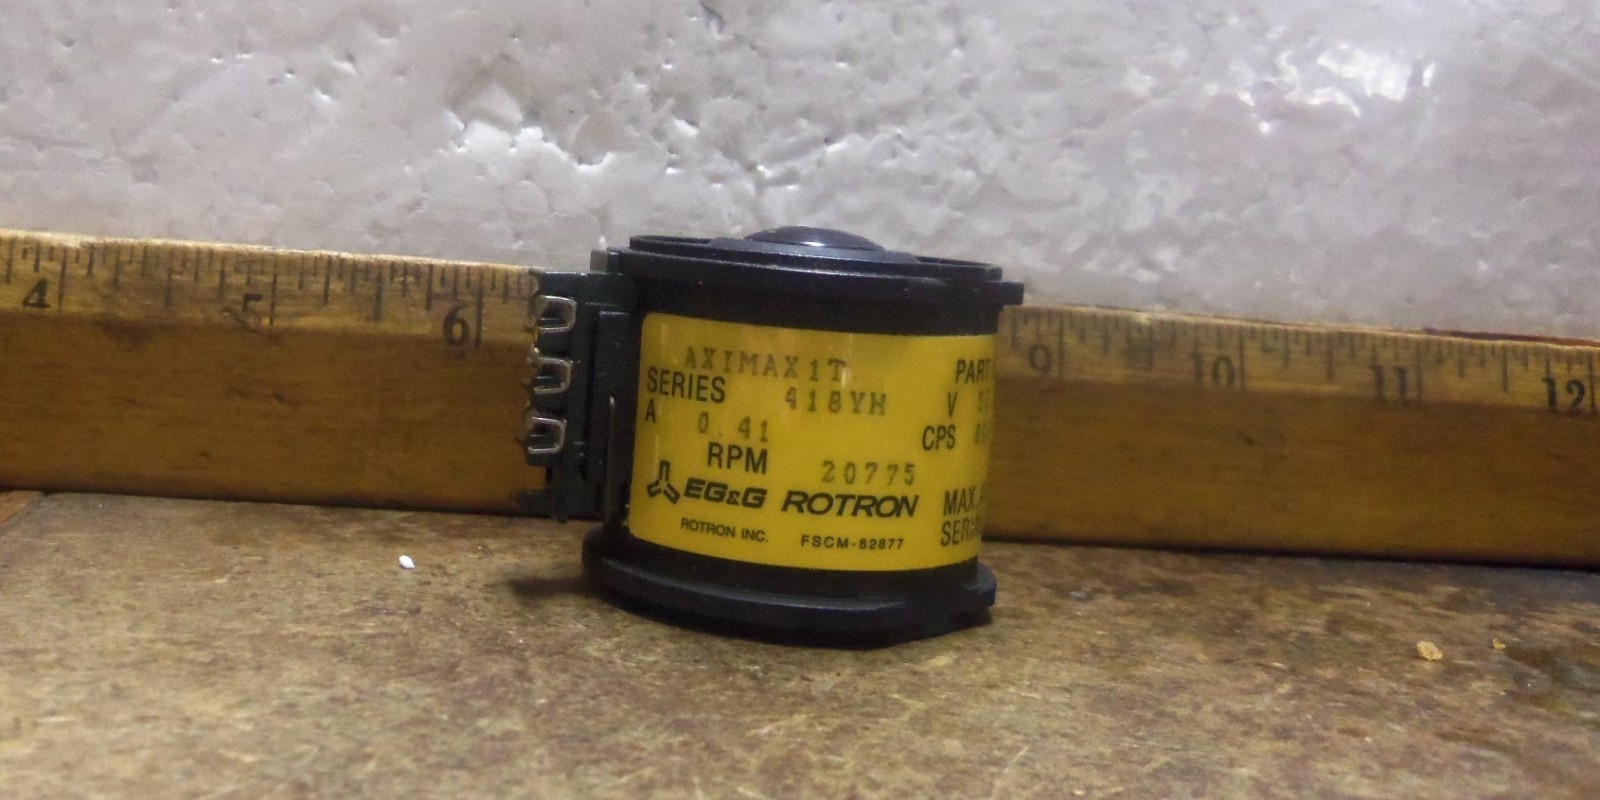 4 5 6 9 10 11 12
AXIMAX 1T PART
SERIES 418YH V
A 0.41 CPS
RPM 20775
EG&G ROTRON MAX.
ROTRON INC. FSCM-82877